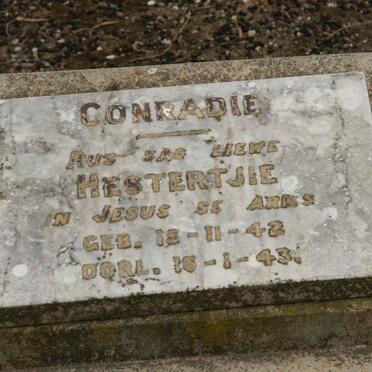 CONRADIE
RUS SAG LIEWE
HESTERTJIE
IN JESUS SE ARMS
GEB. 13-11-42
OORL. 16-1-43.